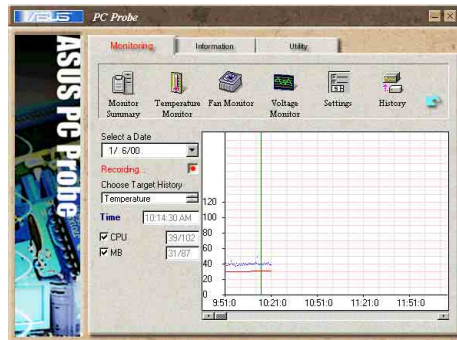 ASUS PC Probe
Monitoring Information Utility
Monitor Summary
Temperature Monitor
Fan Monitor
Voltage Monitor
Settings
History
ASUS PC Probe
Select a Date
1/ 6/00
Recording...
Choose Target History
Temperature
Time 10:14:30 AM
CPU 39/102
MB 31/87
120
100
80
60
40
20
0
9:51:0 10:21:0 10:51:0 11:21:0 11:51:0